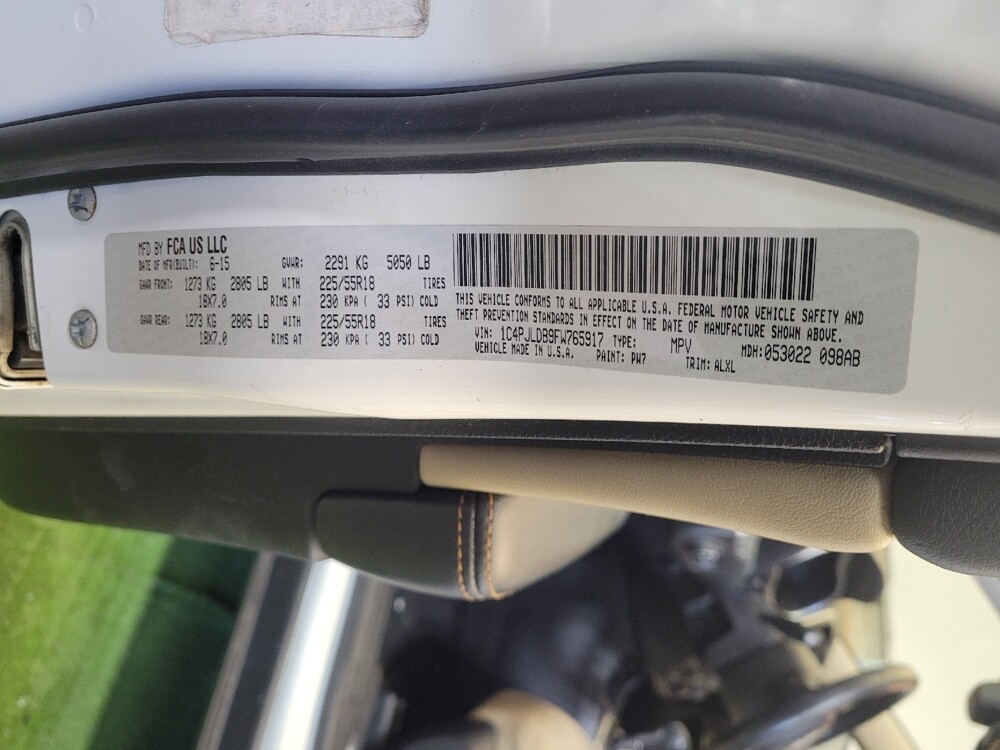 MFD BY FCA US LLC
DATE OF MFR(BUILT): 6-15 GVWR: 2291 KG 5050 LB
GAWR FRONT: 1273 KG 2805 LB WITH 225/55R18 TIRES
18X7.0 RIMS AT 230 KPA ( 33 PSI) COLD
GAWR REAR: 1273 KG 2805 LB WITH 225/55R18 TIRES
18X7.0 RIMS AT 230 KPA ( 33 PSI) COLD
THIS VEHICLE CONFORMS TO ALL APPLICABLE U.S.A. FEDERAL MOTOR VEHICLE SAFETY AND
THEFT PREVENTION STANDARDS IN EFFECT ON THE DATE OF MANUFACTURE SHOWN ABOVE.
VIN: 1C4PJLDB9FW765917 TYPE: MPV MDH:053022 098AB
VEHICLE MADE IN U.S.A. PAINT: PW7 TRIM: ALXL